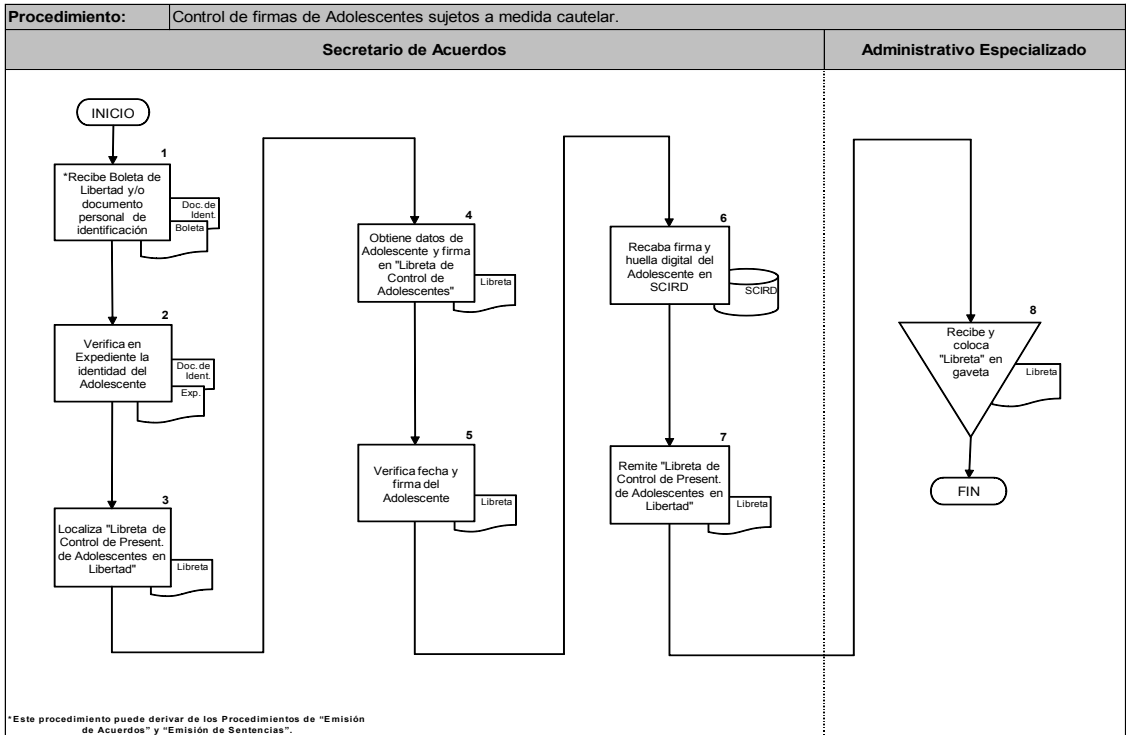 Procedimiento: Control de firmas de Adolescentes sujetos a medida cautelar.
Secretario de Acuerdos
Administrativo Especializado
INICIO
1
*Recibe Boleta de
Libertad y/o
documento
personal de
identificación
Doc. de
Ident.
Boleta
2
Verifica en
Expediente la
identidad del
Adolescente
Doc. de
Ident.
Exp.
3
Localiza "Libreta de
Control de Present.
de Adolescentes en
Libertad"
Libreta
4
Obtiene datos de
Adolescente y firma
en "Libreta de
Control de
Adolescentes"
Libreta
5
Verifica fecha y
firma del
Adolescente
Libreta
6
Recaba firma y
huella digital del
Adolescente en
SCIRD
SCIRD
7
Remite "Libreta de
Control de Present.
de Adolescentes en
Libertad"
Libreta
8
Recibe y
coloca
"Libreta" en
gaveta
Libreta
FIN
*Este procedimiento puede derivar de los Procedimientos de “Emisión
de Acuerdos” y “Emisión de Sentencias”.